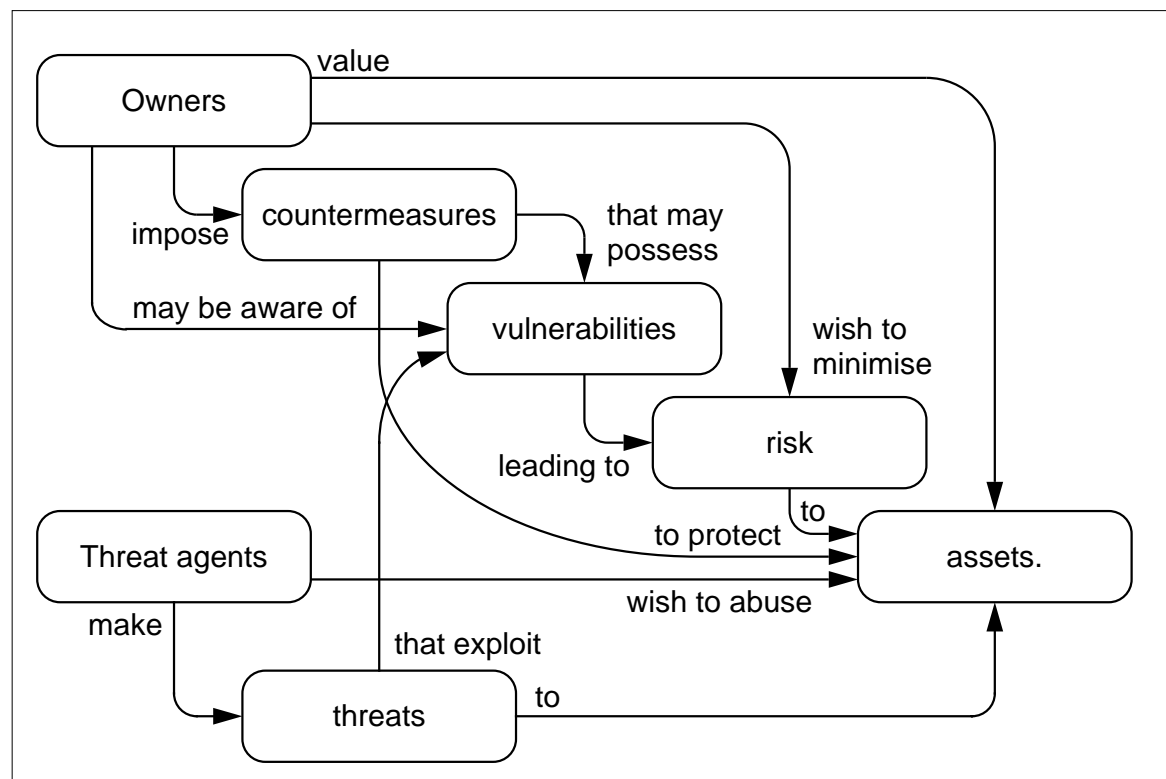 value
Owners
countermeasures
that may
possess
impose
may be aware of
vulnerabilities
wish to
minimise
risk
leading to
to
to protect
Threat agents
assets.
wish to abuse
make
that exploit
to
threats